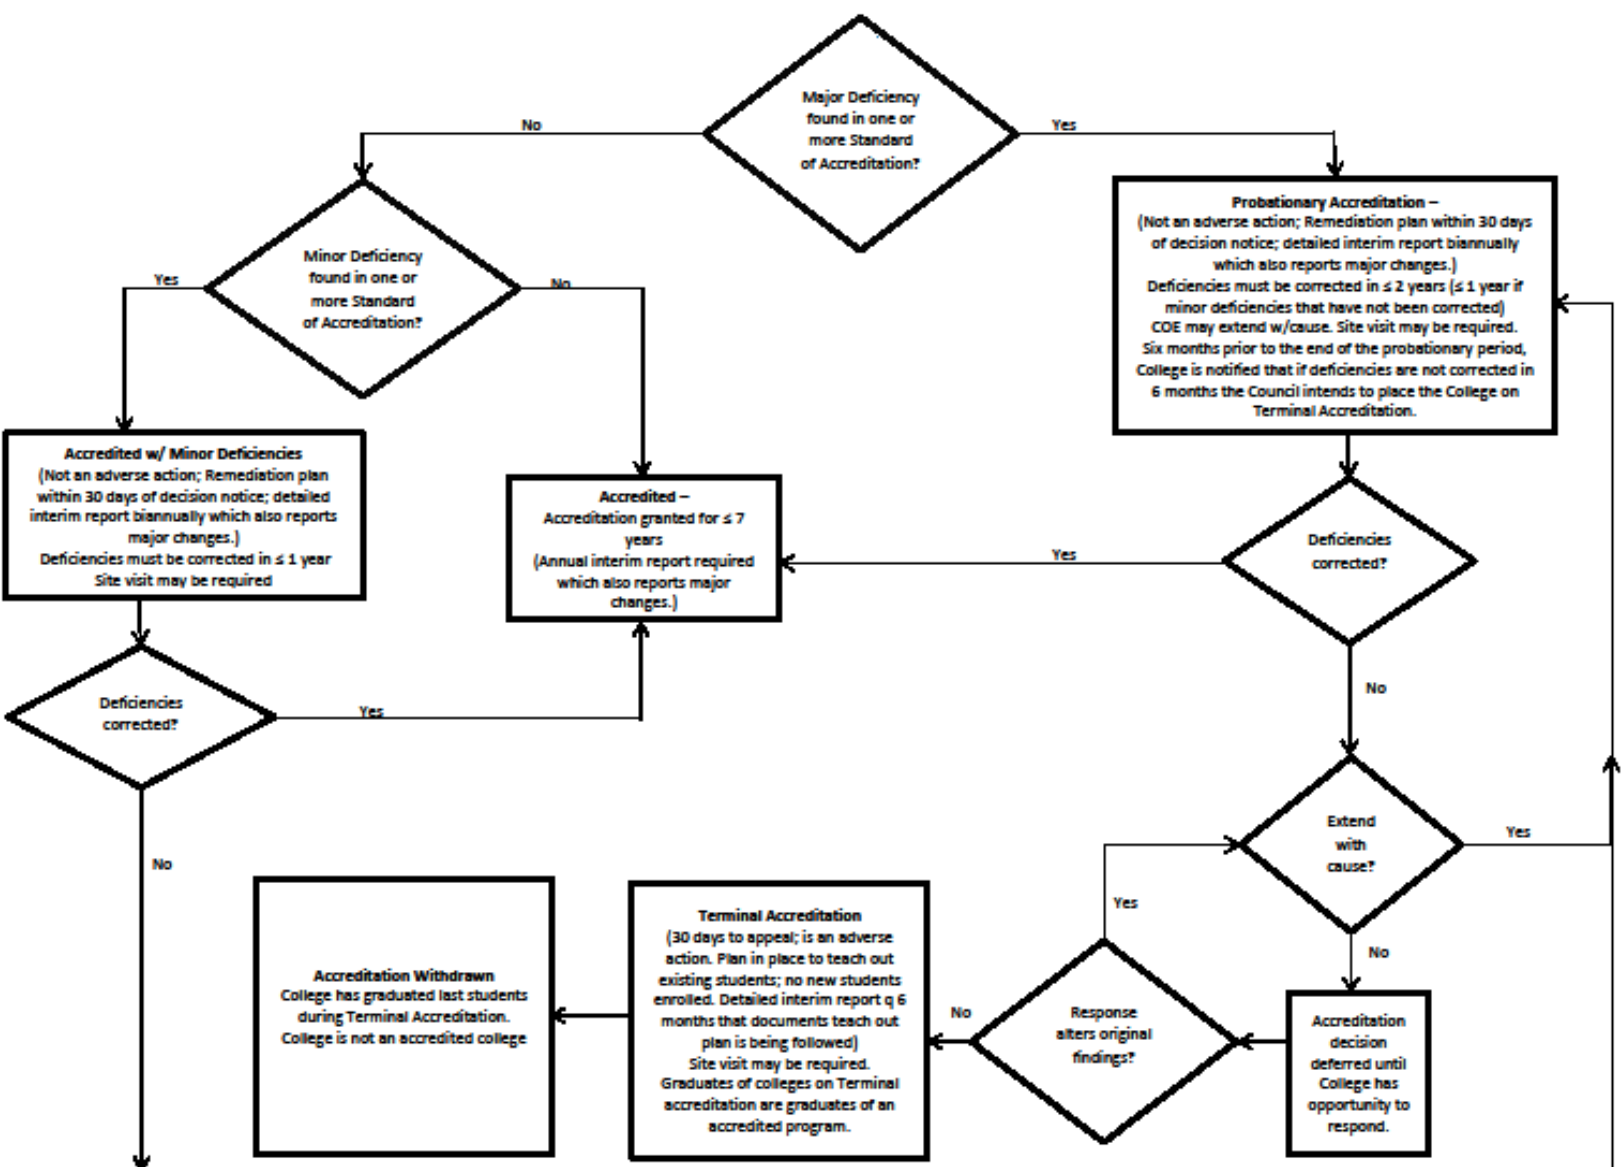 Major Deficiency
found in one or
more Standard
of Accreditation?
No
Yes
Minor Deficiency
found in one or
more Standard
of Accreditation?
Yes
No
Probationary Accreditation –
(Not an adverse action; Remediation plan within 30 days
of decision notice; detailed interim report biannually
which also reports major changes.)
Deficiencies must be corrected in ≤ 2 years (≤ 1 year if
minor deficiencies that have not been corrected)
COE may extend w/cause. Site visit may be required.
Six months prior to the end of the probationary period,
College is notified that if deficiencies are not corrected in
6 months the Council intends to place the College on
Terminal Accreditation.
Accredited w/ Minor Deficiencies
(Not an adverse action; Remediation plan
within 30 days of decision notice; detailed
interim report biannually which also reports
major changes.)
Deficiencies must be corrected in ≤ 1 year
Site visit may be required
Accredited –
Accreditation granted for ≤ 7
years
(Annual interim report required
which also reports major
changes.)
Deficiencies
corrected?
Yes
No
Deficiencies
corrected?
Yes
No
Extend
with
cause?
Yes
No
Accreditation
decision
deferred until
College has
opportunity to
respond.
Response
alters original
findings?
Yes
No
Terminal Accreditation
(30 days to appeal; is an adverse
action. Plan in place to teach out
existing students; no new students
enrolled. Detailed interim report q 6
months that documents teach out
plan is being followed)
Site visit may be required.
Graduates of colleges on Terminal
accreditation are graduates of an
accredited program.
Accreditation Withdrawn
College has graduated last students
during Terminal Accreditation.
College is not an accredited college